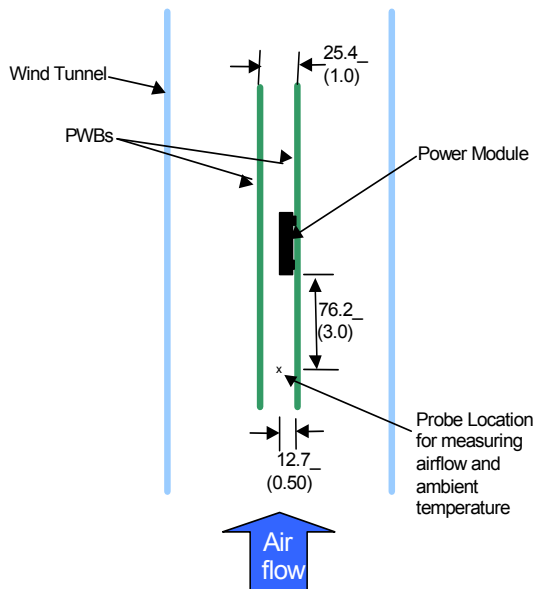 25.4_
(1.0)
Wind Tunnel
PWBs
Power Module
76.2_
(3.0)
x
Probe Location
for measuring
airflow and
ambient
temperature
12.7_
(0.50)
Air
flow